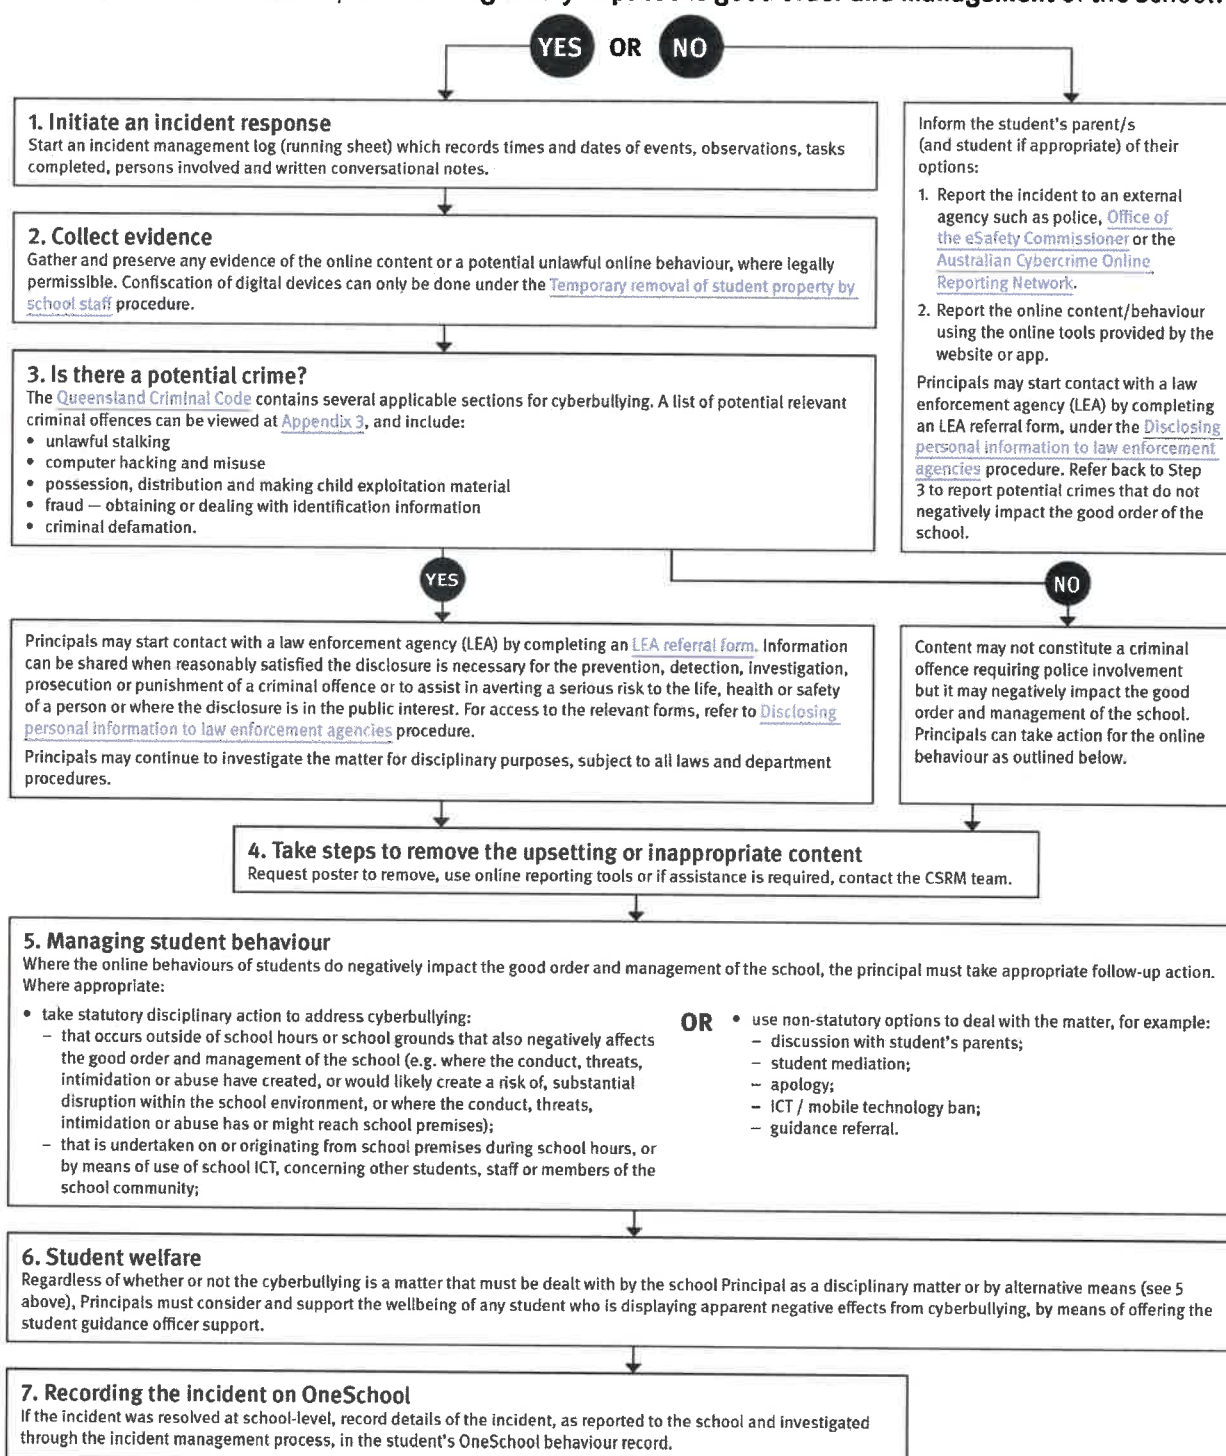 good order and management of the school.
YES OR NO
1. Initiate an incident response
Start an incident management log (running sheet) which records times and dates of events, observations, tasks
completed, persons involved and written conversational notes.
2. Collect evidence
Gather and preserve any evidence of the online content or a potential unlawful online behaviour, where legally
permissible. Confiscation of digital devices can only be done under the Temporary removal of student property by
school staff procedure.
3. Is there a potential crime?
The Queensland Criminal Code contains several applicable sections for cyberbullying. A list of potential relevant
criminal offences can be viewed at Appendix 3, and include:
• unlawful stalking
• computer hacking and misuse
• possession, distribution and making child exploitation material
• fraud — obtaining or dealing with identification information
• criminal defamation.
Inform the student's parent/s
(and student if appropriate) of their
options:
1. Report the incident to an external
agency such as police, Office of
the eSafety Commissioner or the
Australian Cybercrime Online
Reporting Network.
2. Report the online content/behaviour
using the online tools provided by the
website or app.
Principals may start contact with a law
enforcement agency (LEA) by completing
an LEA referral form, under the Disclosing
personal information to law enforcement
agencies procedure. Refer back to Step
3 to report potential crimes that do not
negatively impact the good order of the
school.
YES
NO
Principals may start contact with a law enforcement agency (LEA) by completing an LEA referral form. Information
can be shared when reasonably satisfied the disclosure is necessary for the prevention, detection, investigation,
prosecution or punishment of a criminal offence or to assist in averting a serious risk to the life, health or safety
of a person or where the disclosure is in the public interest. For access to the relevant forms, refer to Disclosing
personal information to law enforcement agencies procedure.
Principals may continue to investigate the matter for disciplinary purposes, subject to all laws and department
procedures.
Content may not constitute a criminal
offence requiring police involvement
but it may negatively impact the good
order and management of the school.
Principals can take action for the online
behaviour as outlined below.
4. Take steps to remove the upsetting or inappropriate content
Request poster to remove, use online reporting tools or if assistance is required, contact the CSRM team.
5. Managing student behaviour
Where the online behaviours of students do negatively impact the good order and management of the school, the principal must take appropriate follow-up action.
Where appropriate:
• take statutory disciplinary action to address cyberbullying:
– that occurs outside of school hours or school grounds that also negatively affects
the good order and management of the school (e.g. where the conduct, threats,
intimidation or abuse have created, or would likely create a risk of, substantial
disruption within the school environment, or where the conduct, threats,
intimidation or abuse has or might reach school premises);
– that is undertaken on or originating from school premises during school hours, or
by means of use of school ICT, concerning other students, staff or members of the
school community;
OR
• use non-statutory options to deal with the matter, for example:
– discussion with student's parents;
– student mediation;
– apology;
– ICT / mobile technology ban;
– guidance referral.
6. Student welfare
Regardless of whether or not the cyberbullying is a matter that must be dealt with by the school Principal as a disciplinary matter or by alternative means (see 5
above), Principals must consider and support the wellbeing of any student who is displaying apparent negative effects from cyberbullying, by means of offering the
student guidance officer support.
7. Recording the incident on OneSchool
If the incident was resolved at school-level, record details of the incident, as reported to the school and investigated
through the incident management process, in the student's OneSchool behaviour record.